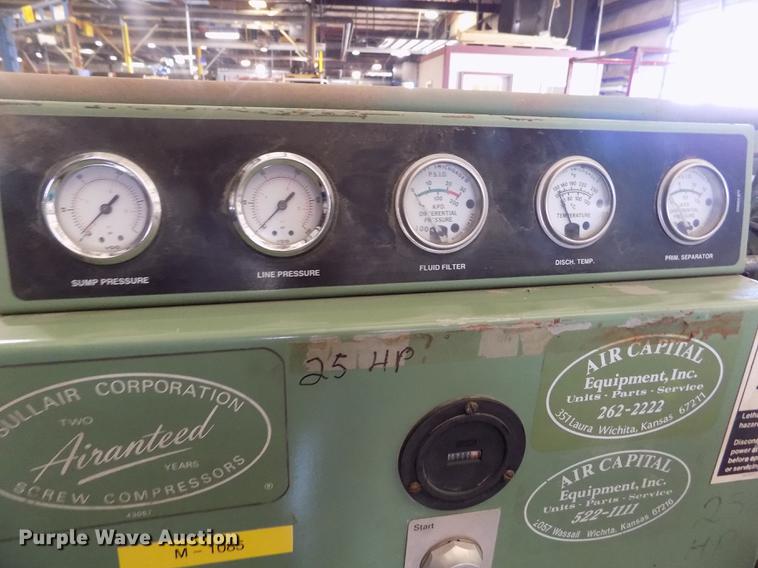 SUMP PRESSURE
LINE PRESSURE
P.S.I.D.
K.P.D.
DIFFERENTIAL
PRESSURE
FLUID FILTER
TEMPERATURE
DISCH. TEMP.
PRIM. SEPARATOR
25 HP
SULLAIR CORPORATION
TWO
Airanteed
YEARS
SCREW COMPRESSORS
®
AIR CAPITAL
Equipment, Inc.
Units - Parts - Service
262-2222
351 Laura Wichita, Kansas 67211
AIR CAPITAL
Equipment, Inc.
Units - Parts - Service
522-1111
2057 Wassall Wichita, Kansas 67216
Start
M-1085
Purple Wave Auction